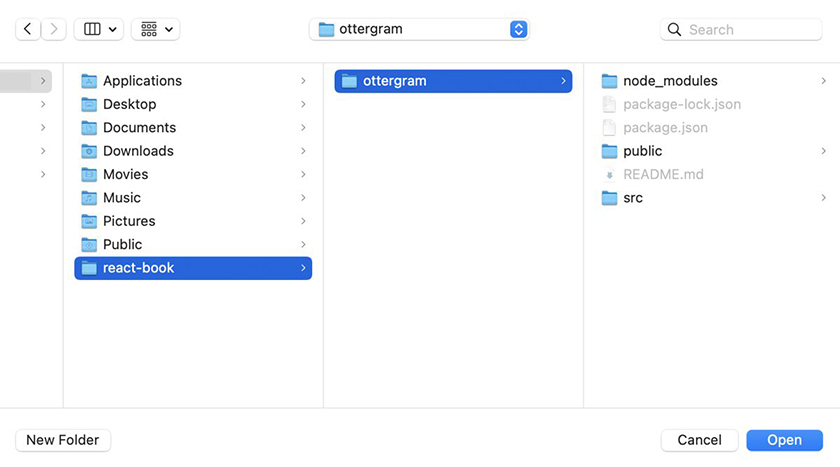 ottergram
Search
Applications
Desktop
Documents
Downloads
Movies
Music
Pictures
Public
react-book
ottergram
node_modules
package-lock.json
package.json
public
README.md
src
New Folder
Cancel
Open